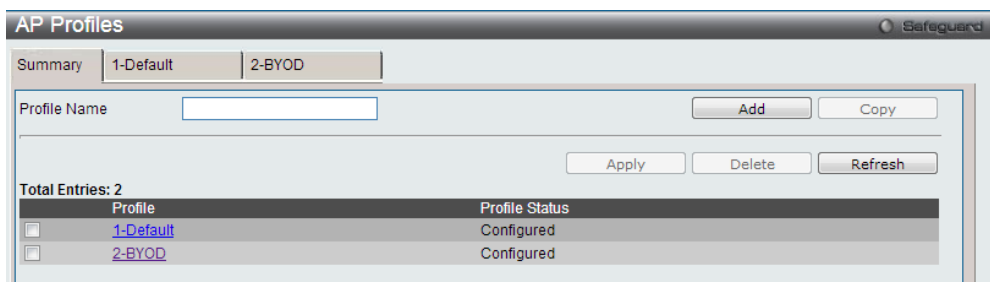 AP Profiles
Safeguard
Summary 1-Default 2-BYOD
Profile Name Add Copy
Apply Delete Refresh
Total Entries: 2
Profile Profile Status
1-Default Configured
2-BYOD Configured